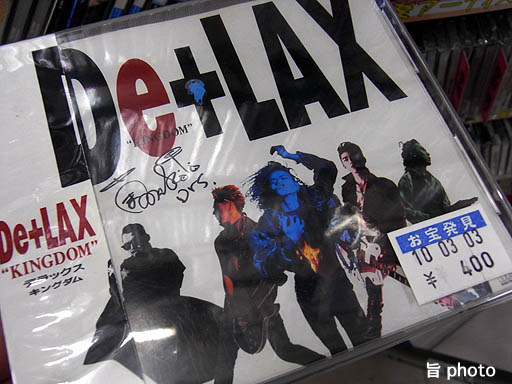 De+LAX
"KINGDOM"
De+LAX
"KINGDOM"
デラックス
キングダム
お宝発見
10 03 03
¥ 400
旨 photo